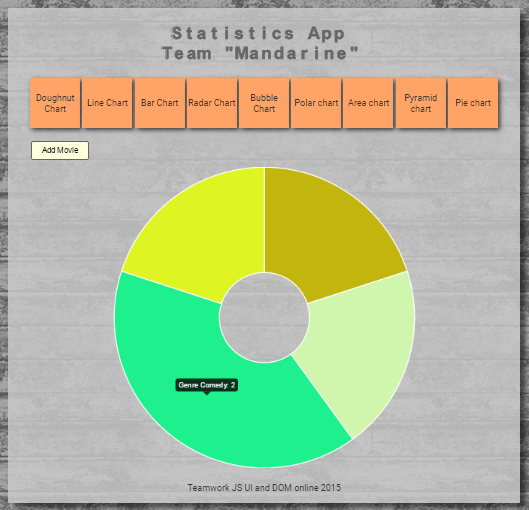 Statistics App
Team "Mandarine"
Doughnut Chart
Line Chart
Bar Chart
Radar Chart
Bubble Chart
Polar chart
Area chart
Pyramid chart
Pie chart
Add Movie
Genre Comedy: 2
Teamwork JS UI and DOM online 2015